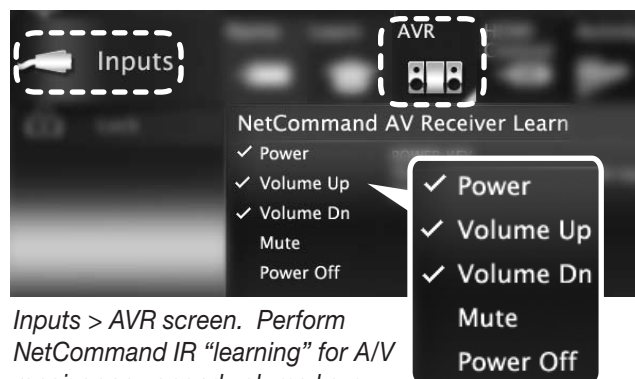 Inputs
AVR
NetCommand AV Receiver Learn
✓ Power
✓ Volume Up
✓ Volume Dn
Mute
Power Off
✓ Power
✓ Volume Up
✓ Volume Dn
Mute
Power Off
Inputs > AVR screen. Perform
NetCommand IR “learning” for A/V